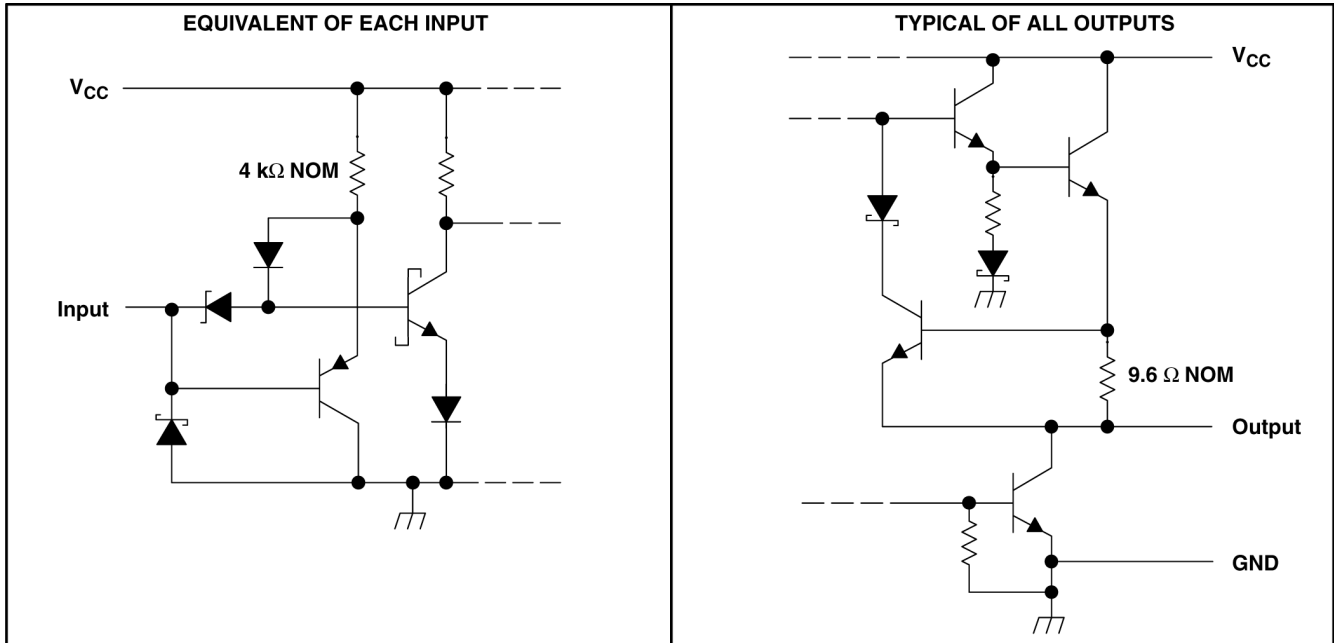 EQUIVALENT OF EACH INPUT
VCC
4 kΩ NOM
Input
TYPICAL OF ALL OUTPUTS
VCC
9.6 Ω NOM
Output
GND